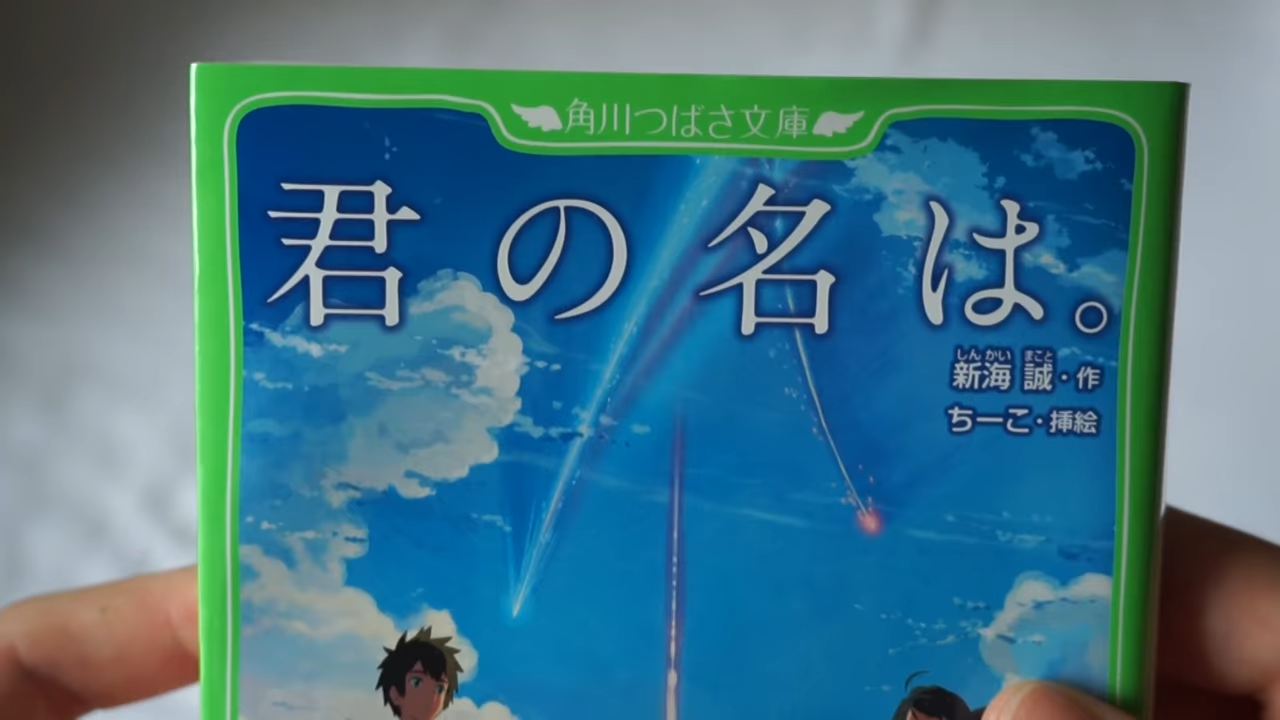 角川つばさ文庫
君の名は。
しんかい まこと
新海 誠・作
ちーこ・挿絵